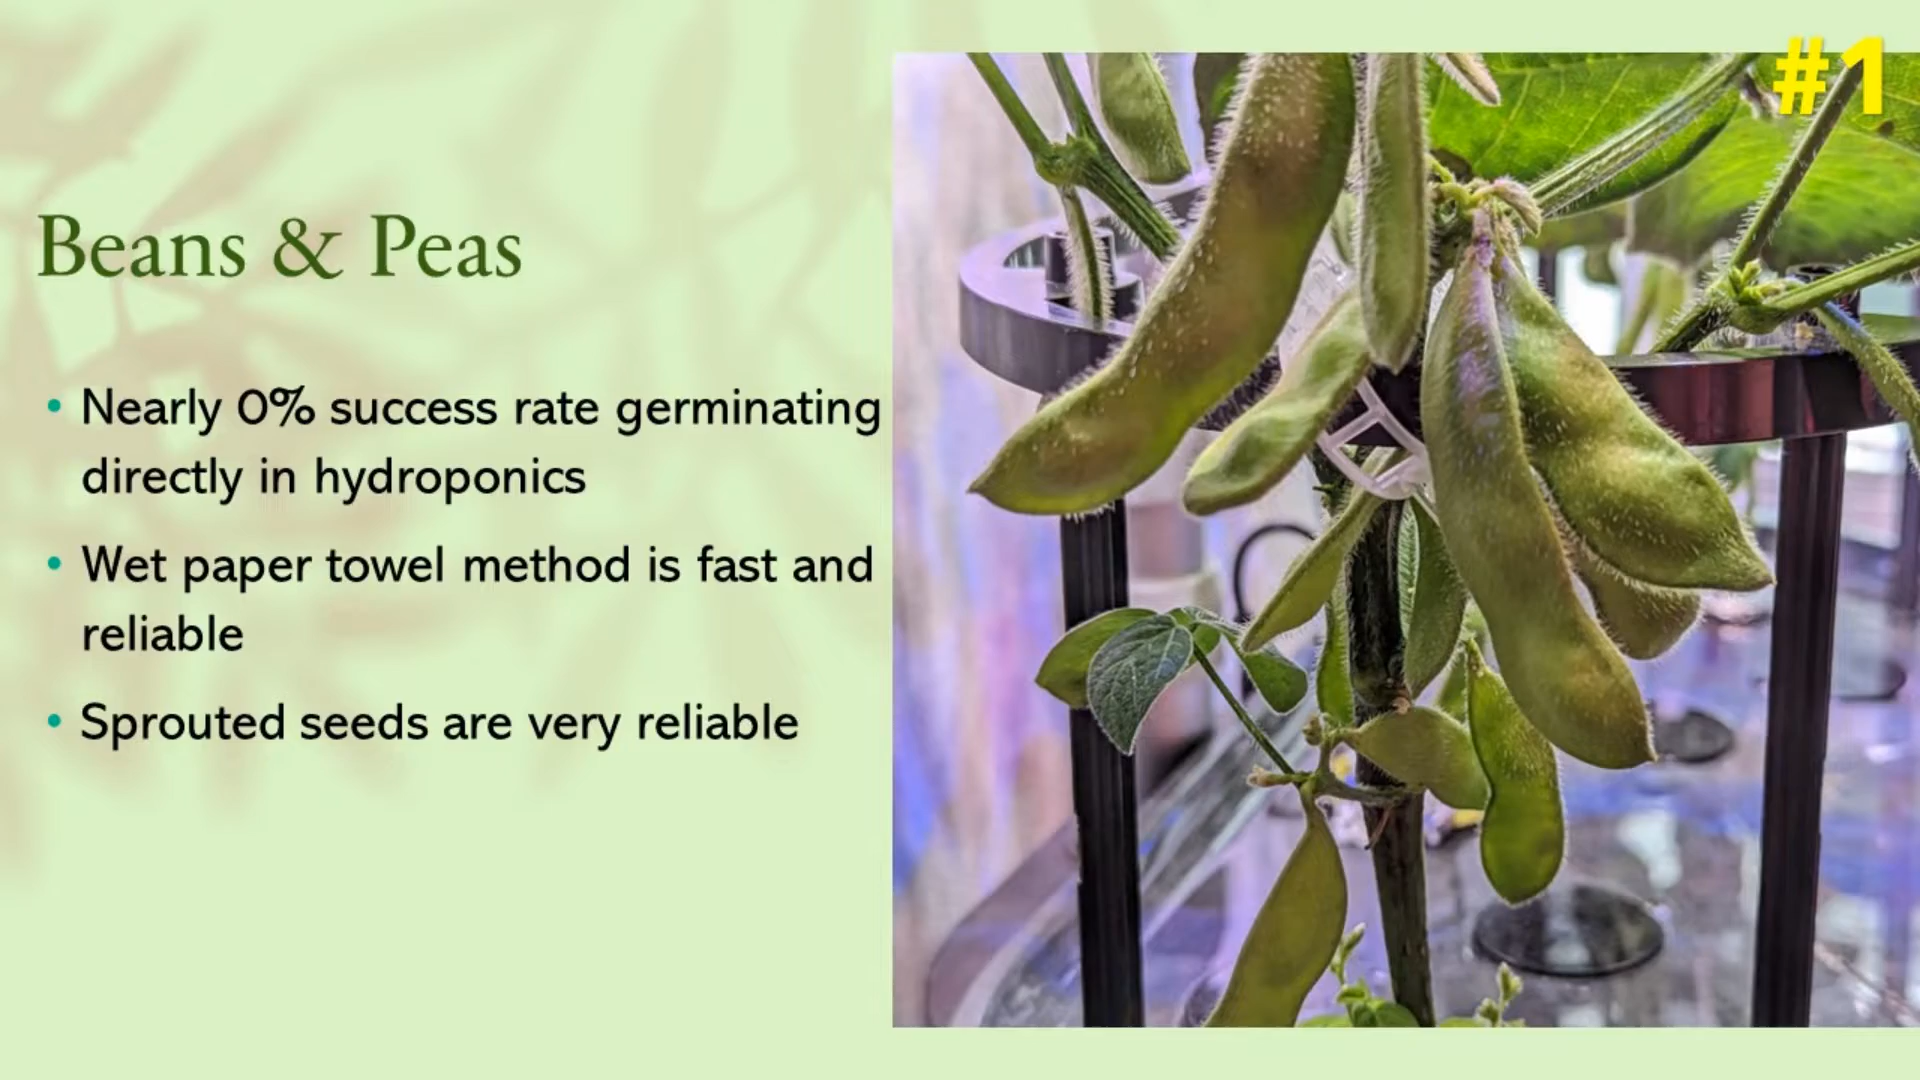 #1
Beans & Peas
• Nearly 0% success rate germinating
directly in hydroponics
• Wet paper towel method is fast and
reliable
• Sprouted seeds are very reliable